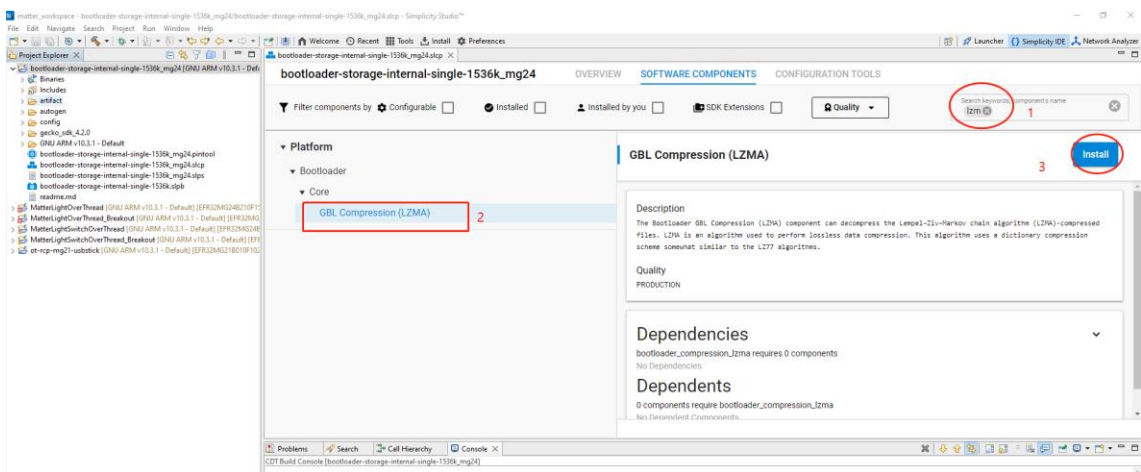 matter_workspace - bootloader-storage-internal-single-1536k_mg24/bootloader-storage-internal-single-1536k_mg24.slcp - Simplicity Studio™
File Edit Navigate Search Project Run Window Help
Welcome Recent Tools Install Preferences
Launcher Simplicity IDE Network Analyzer
Project Explorer
bootloader-storage-internal-single-1536k_mg24.slcp
bootloader-storage-internal-single-1536k_mg24 [GNU ARM v10.3.1 - Defa
Binaries
Includes
artifact
autogen
config
gecko_sdk_4.2.0
GNU ARM v10.3.1 - Default
bootloader-storage-internal-single-1536k_mg24.pintool
bootloader-storage-internal-single-1536k_mg24.slcp
bootloader-storage-internal-single-1536k_mg24.slps
bootloader-storage-internal-single-1536k.slpb
readme.md
MatterLightOverThread [GNU ARM v10.3.1 - Default] [EFR32MG24B210F15
MatterLightOverThread_Breakout [GNU ARM v10.3.1 - Default] [EFR32MG
MatterLightSwitchOverThread [GNU ARM v10.3.1 - Default] [EFR32MG24B
MatterLightSwitchOverThread_Breakout [GNU ARM v10.3.1 - Default] [EFR
ot-rcp-mg21-usbstick [GNU ARM v10.3.1 - Default] [EFR32MG21B010F102
bootloader-storage-internal-single-1536k_mg24
OVERVIEW SOFTWARE COMPONENTS CONFIGURATION TOOLS
Filter components by Configurable Installed Installed by you SDK Extensions Quality
Search keywords, component's name
lzm
1
Platform
Bootloader
Core
GBL Compression (LZMA)
2
GBL Compression (LZMA)
Install
3
Description
The Bootloader GBL Compression (LZMA) component can decompress the Lempel-Ziv-Markov chain algorithm (LZMA)-compressed
files. LZMA is an algorithm used to perform lossless data compression. This algorithm uses a dictionary compression
scheme somewhat similar to the LZ77 algorithms.
Quality
PRODUCTION
Dependencies
bootloader_compression_lzma requires 0 components
No Dependencies
Dependents
0 components require bootloader_compression_lzma
No Dependent Components
Problems Search Call Hierarchy Console
CDT Build Console [bootloader-storage-internal-single-1536k_mg24]